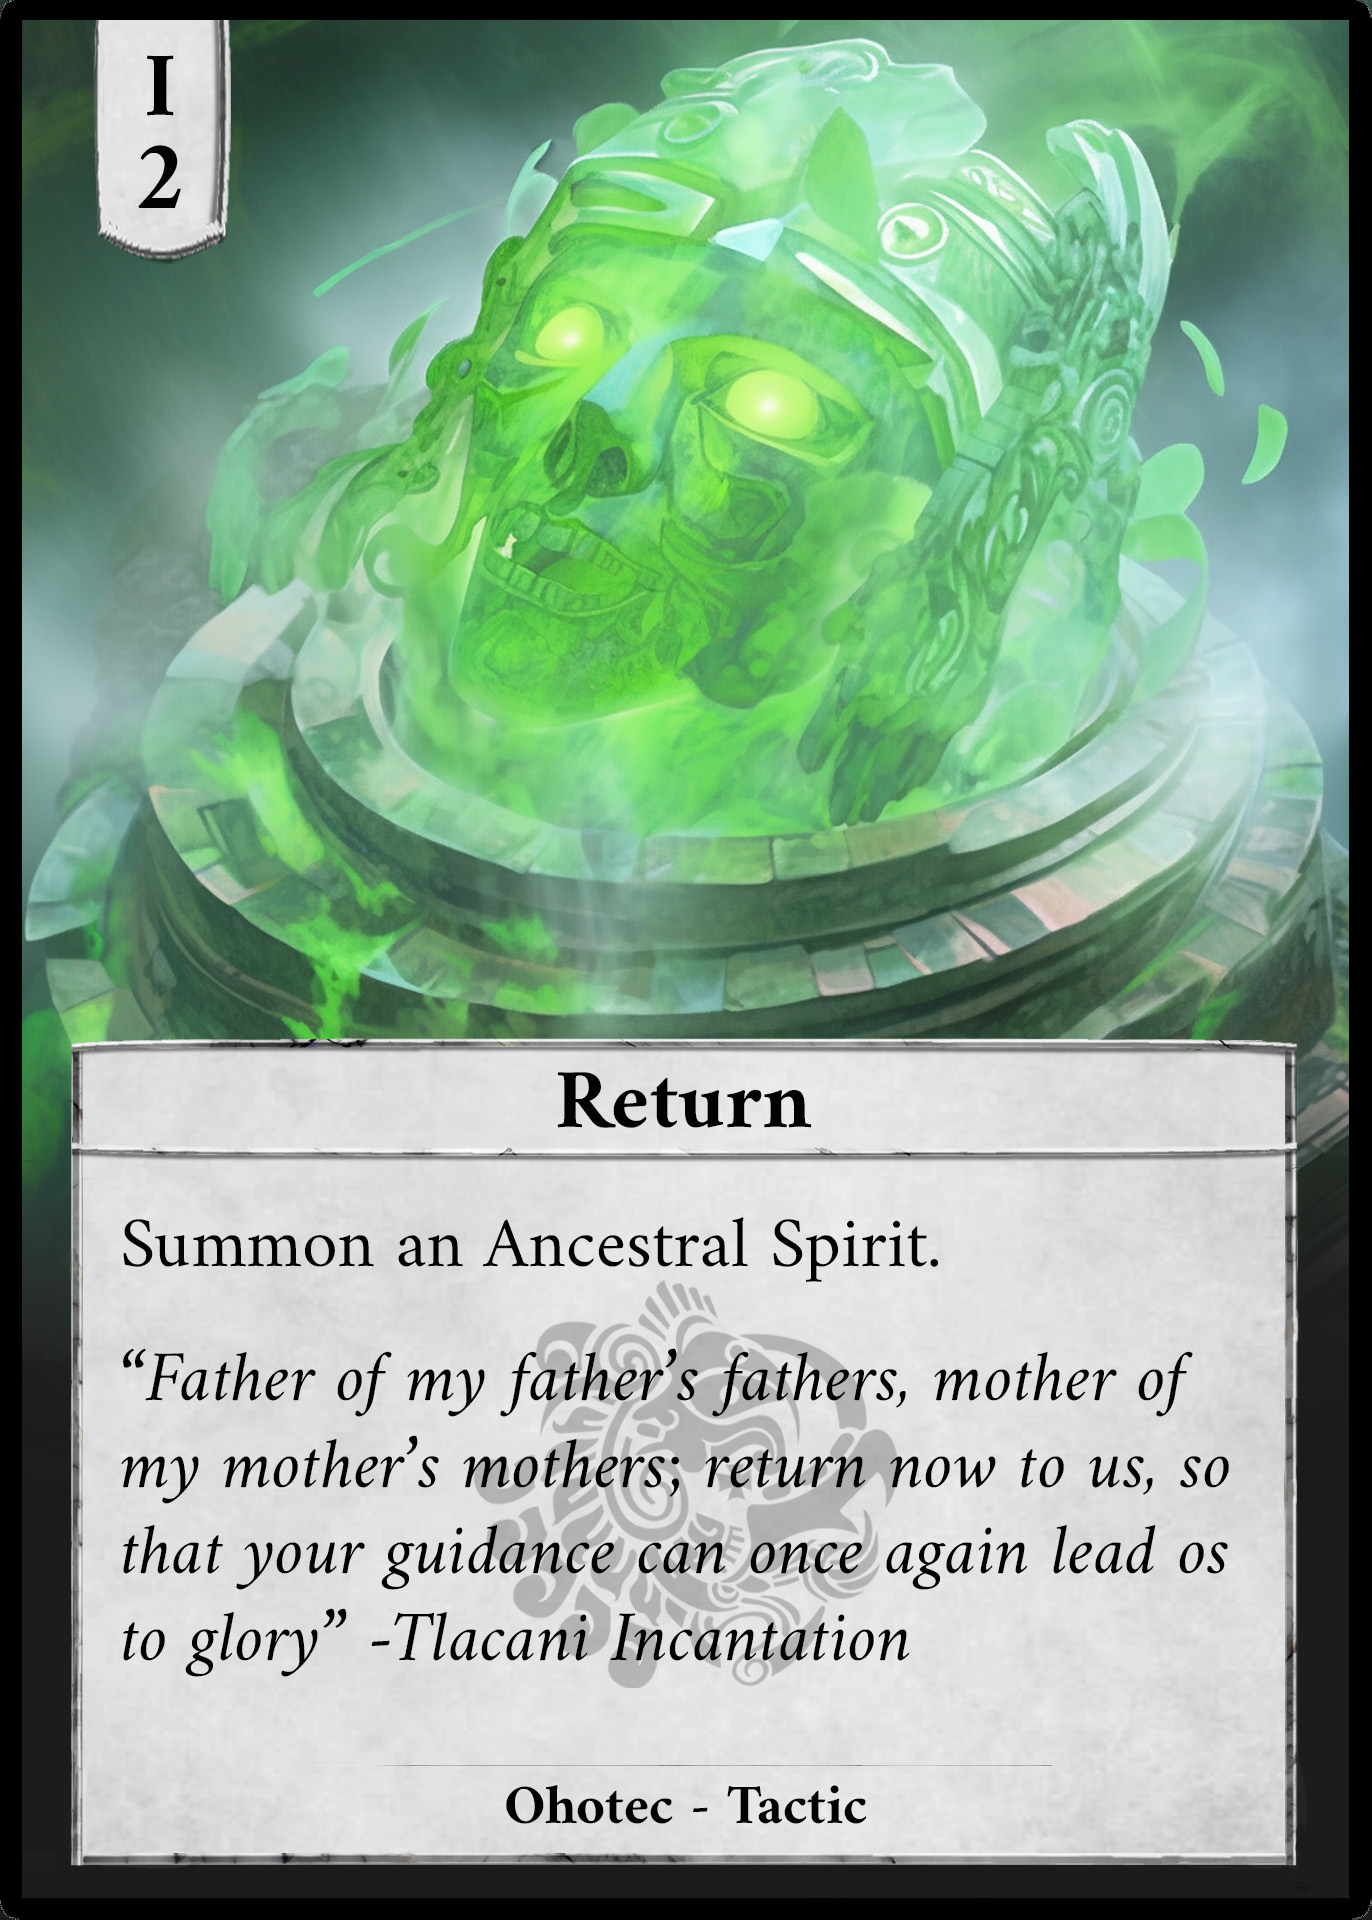 I
2
Return
Summon an Ancestral Spirit.
“Father of my father’s fathers, mother of
my mother’s mothers; return now to us, so
that your guidance can once again lead os
to glory” -Tlacani Incantation
Ohotec - Tactic